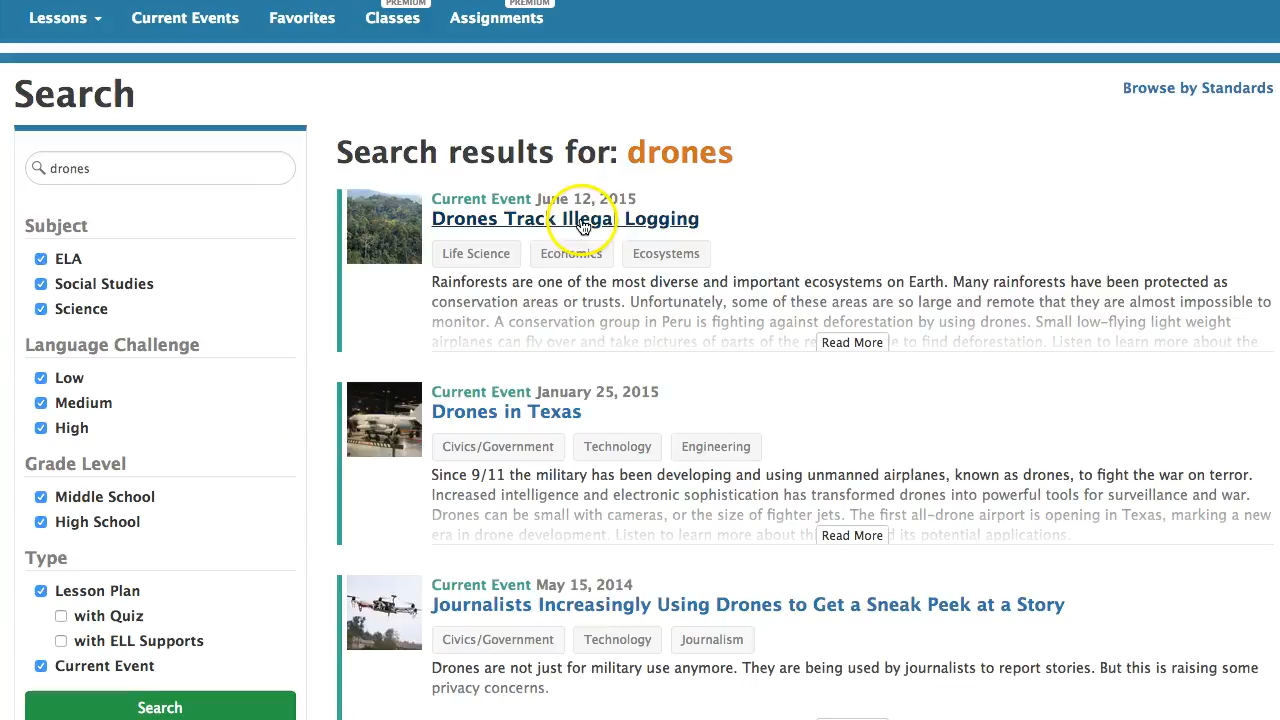 PREMIUM PREMIUM
Lessons Current Events Favorites Classes Assignments
Search
Browse by Standards
drones
Subject
ELA
Social Studies
Science
Language Challenge
Low
Medium
High
Grade Level
Middle School
High School
Type
Lesson Plan
with Quiz
with ELL Supports
Current Event
Search
Search results for: drones
Current Event June 12, 2015
Drones Track Illegal Logging
Life Science Economics Ecosystems
Rainforests are one of the most diverse and important ecosystems on Earth. Many rainforests have been protected as
conservation areas or trusts. Unfortunately, some of these areas are so large and remote that they are almost impossible to
monitor. A conservation group in Peru is fighting against deforestation by using drones. Small low-flying light weight
airplanes can fly over and take pictures of parts of the re e to find deforestation. Listen to learn more about the
Read More
Current Event January 25, 2015
Drones in Texas
Civics/Government Technology Engineering
Since 9/11 the military has been developing and using unmanned airplanes, known as drones, to fight the war on terror.
Increased intelligence and electronic sophistication has transformed drones into powerful tools for surveillance and war.
Drones can be small with cameras, or the size of fighter jets. The first all-drone airport is opening in Texas, marking a new
era in drone development. Listen to learn more about thi d its potential applications.
Read More
Current Event May 15, 2014
Journalists Increasingly Using Drones to Get a Sneak Peek at a Story
Civics/Government Technology Journalism
Drones are not just for military use anymore. They are being used by journalists to report stories. But this is raising some
privacy concerns.